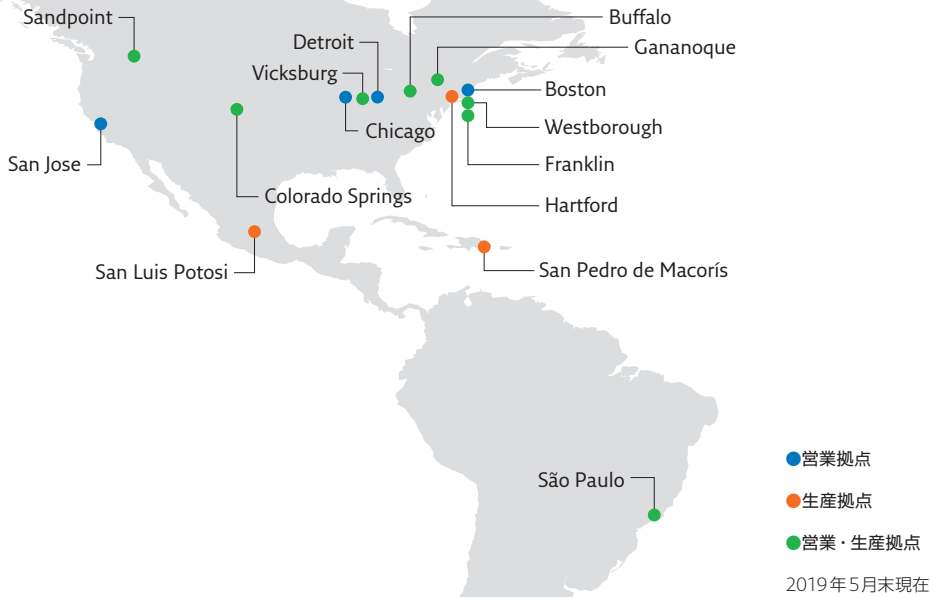 Sandpoint
Buffalo
Detroit
Gananoque
Vicksburg
Boston
Chicago
Westborough
San Jose
Franklin
Colorado Springs
Hartford
San Luis Potosi
San Pedro de Macorís
São Paulo
営業拠点
生産拠点
営業・生産拠点
2019年5月末現在